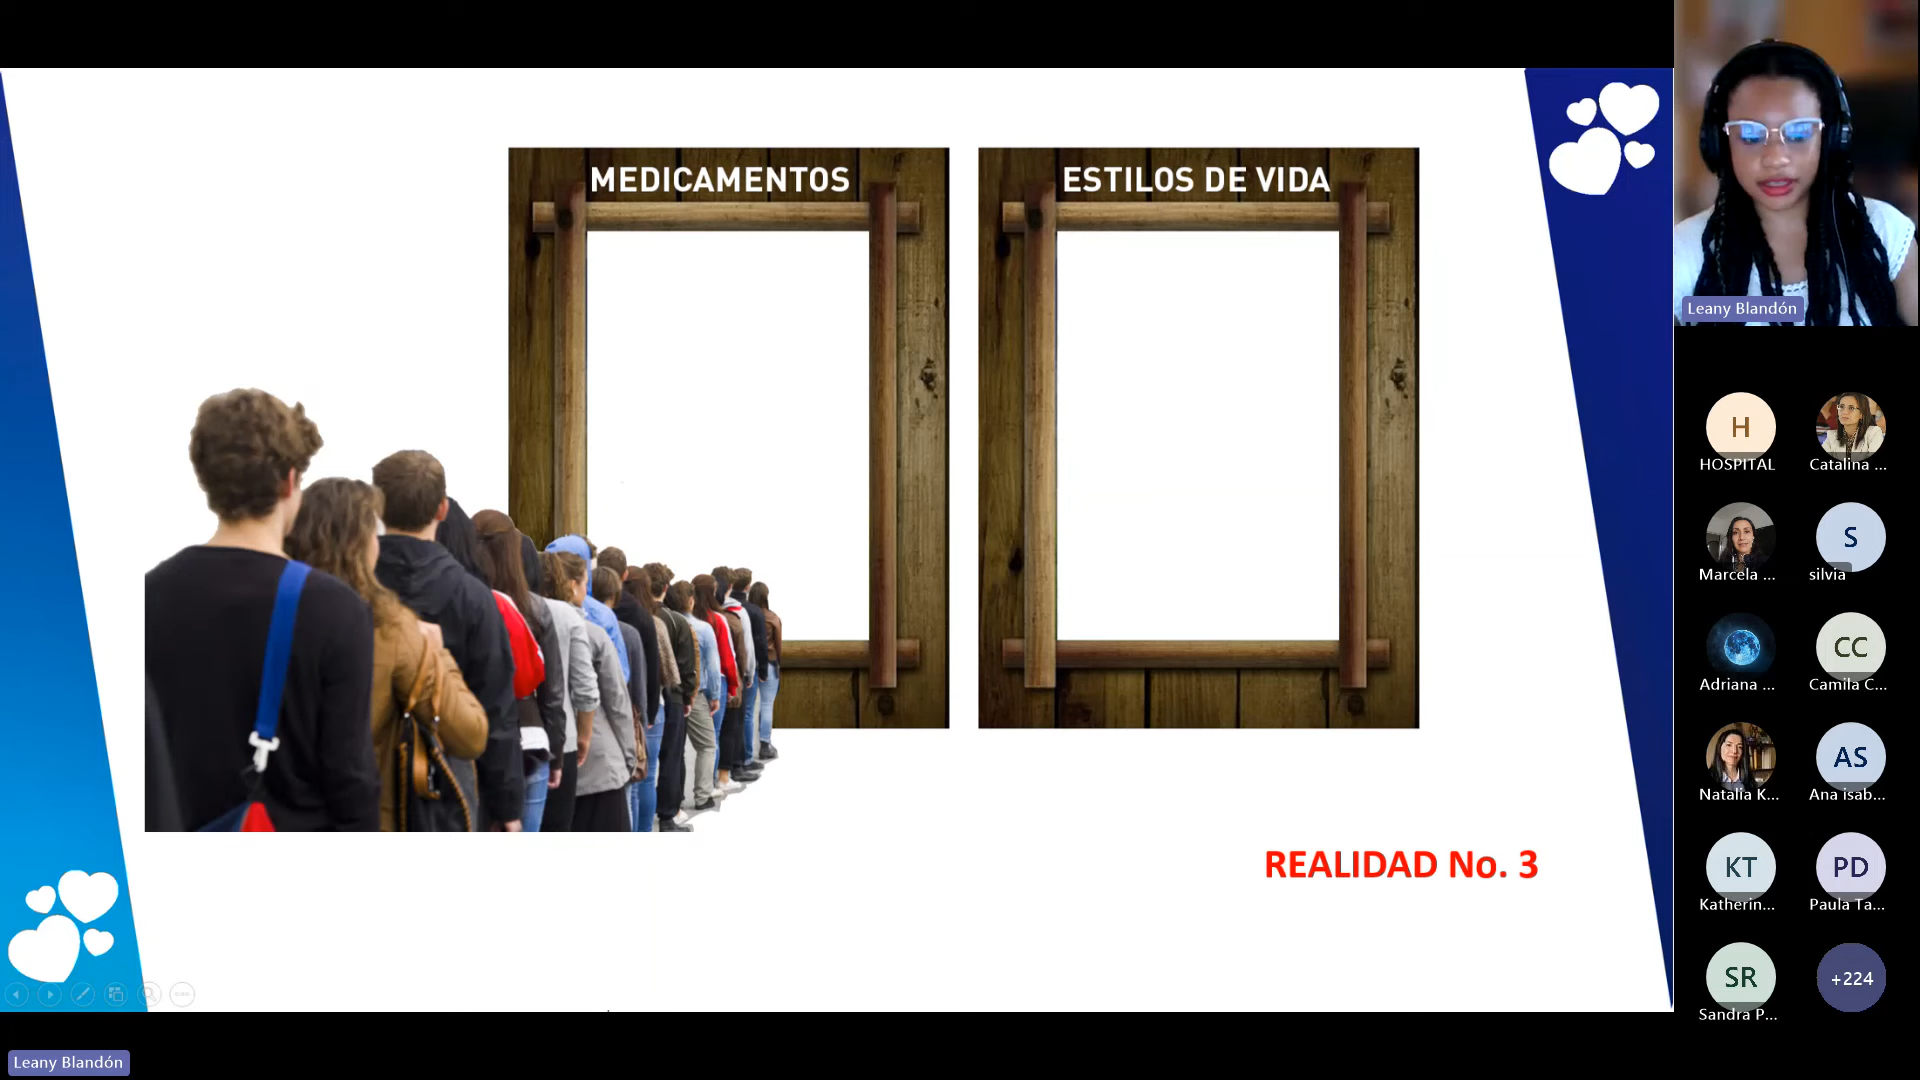 MEDICAMENTOS
ESTILOS DE VIDA
REALIDAD No. 3
Leany Blandón
H
HOSPITAL
Catalina ...
Marcela ...
S
silvia
Adriana ...
CC
Camila C...
Natalia K...
AS
Ana isab...
KT
Katherin...
PD
Paula Ta...
SR
Sandra P...
+224
Leany Blandón